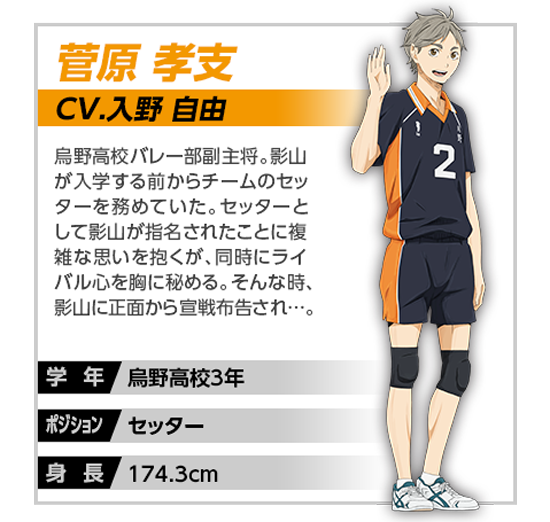 菅原 孝支
CV.入野 自由
烏野高校バレー部副主将。影山
が入学する前からチームのセッ
ターを務めていた。セッターと
して影山が指名されたことに複
雑な思いを抱くが、同時にライ
バル心を胸に秘める。そんな時、
影山に正面から宣戦布告され…。
学 年 烏野高校3年
ポジション セッター
身 長 174.3cm
2